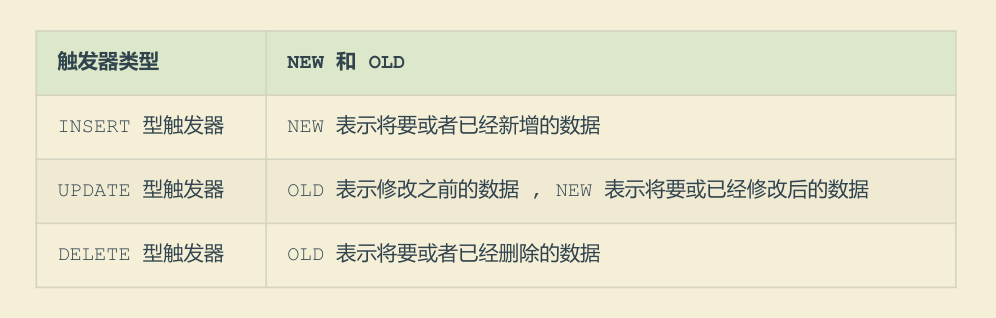 触发器类型 NEW 和 OLD
INSERT 型触发器 NEW 表示将要或者已经新增的数据
UPDATE 型触发器 OLD 表示修改之前的数据 , NEW 表示将要或已经修改后的数据
DELETE 型触发器 OLD 表示将要或者已经删除的数据